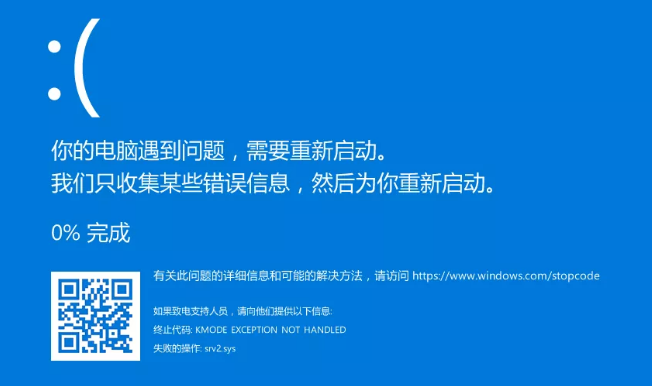 :(
你的电脑遇到问题，需要重新启动。
我们只收集某些错误信息，然后为你重新启动。
0% 完成
有关此问题的详细信息和可能的解决方法，请访问 https://www.windows.com/stopcode
如果致电支持人员，请向他们提供以下信息:
终止代码: KMODE EXCEPTION NOT HANDLED
失败的操作: srv2.sys